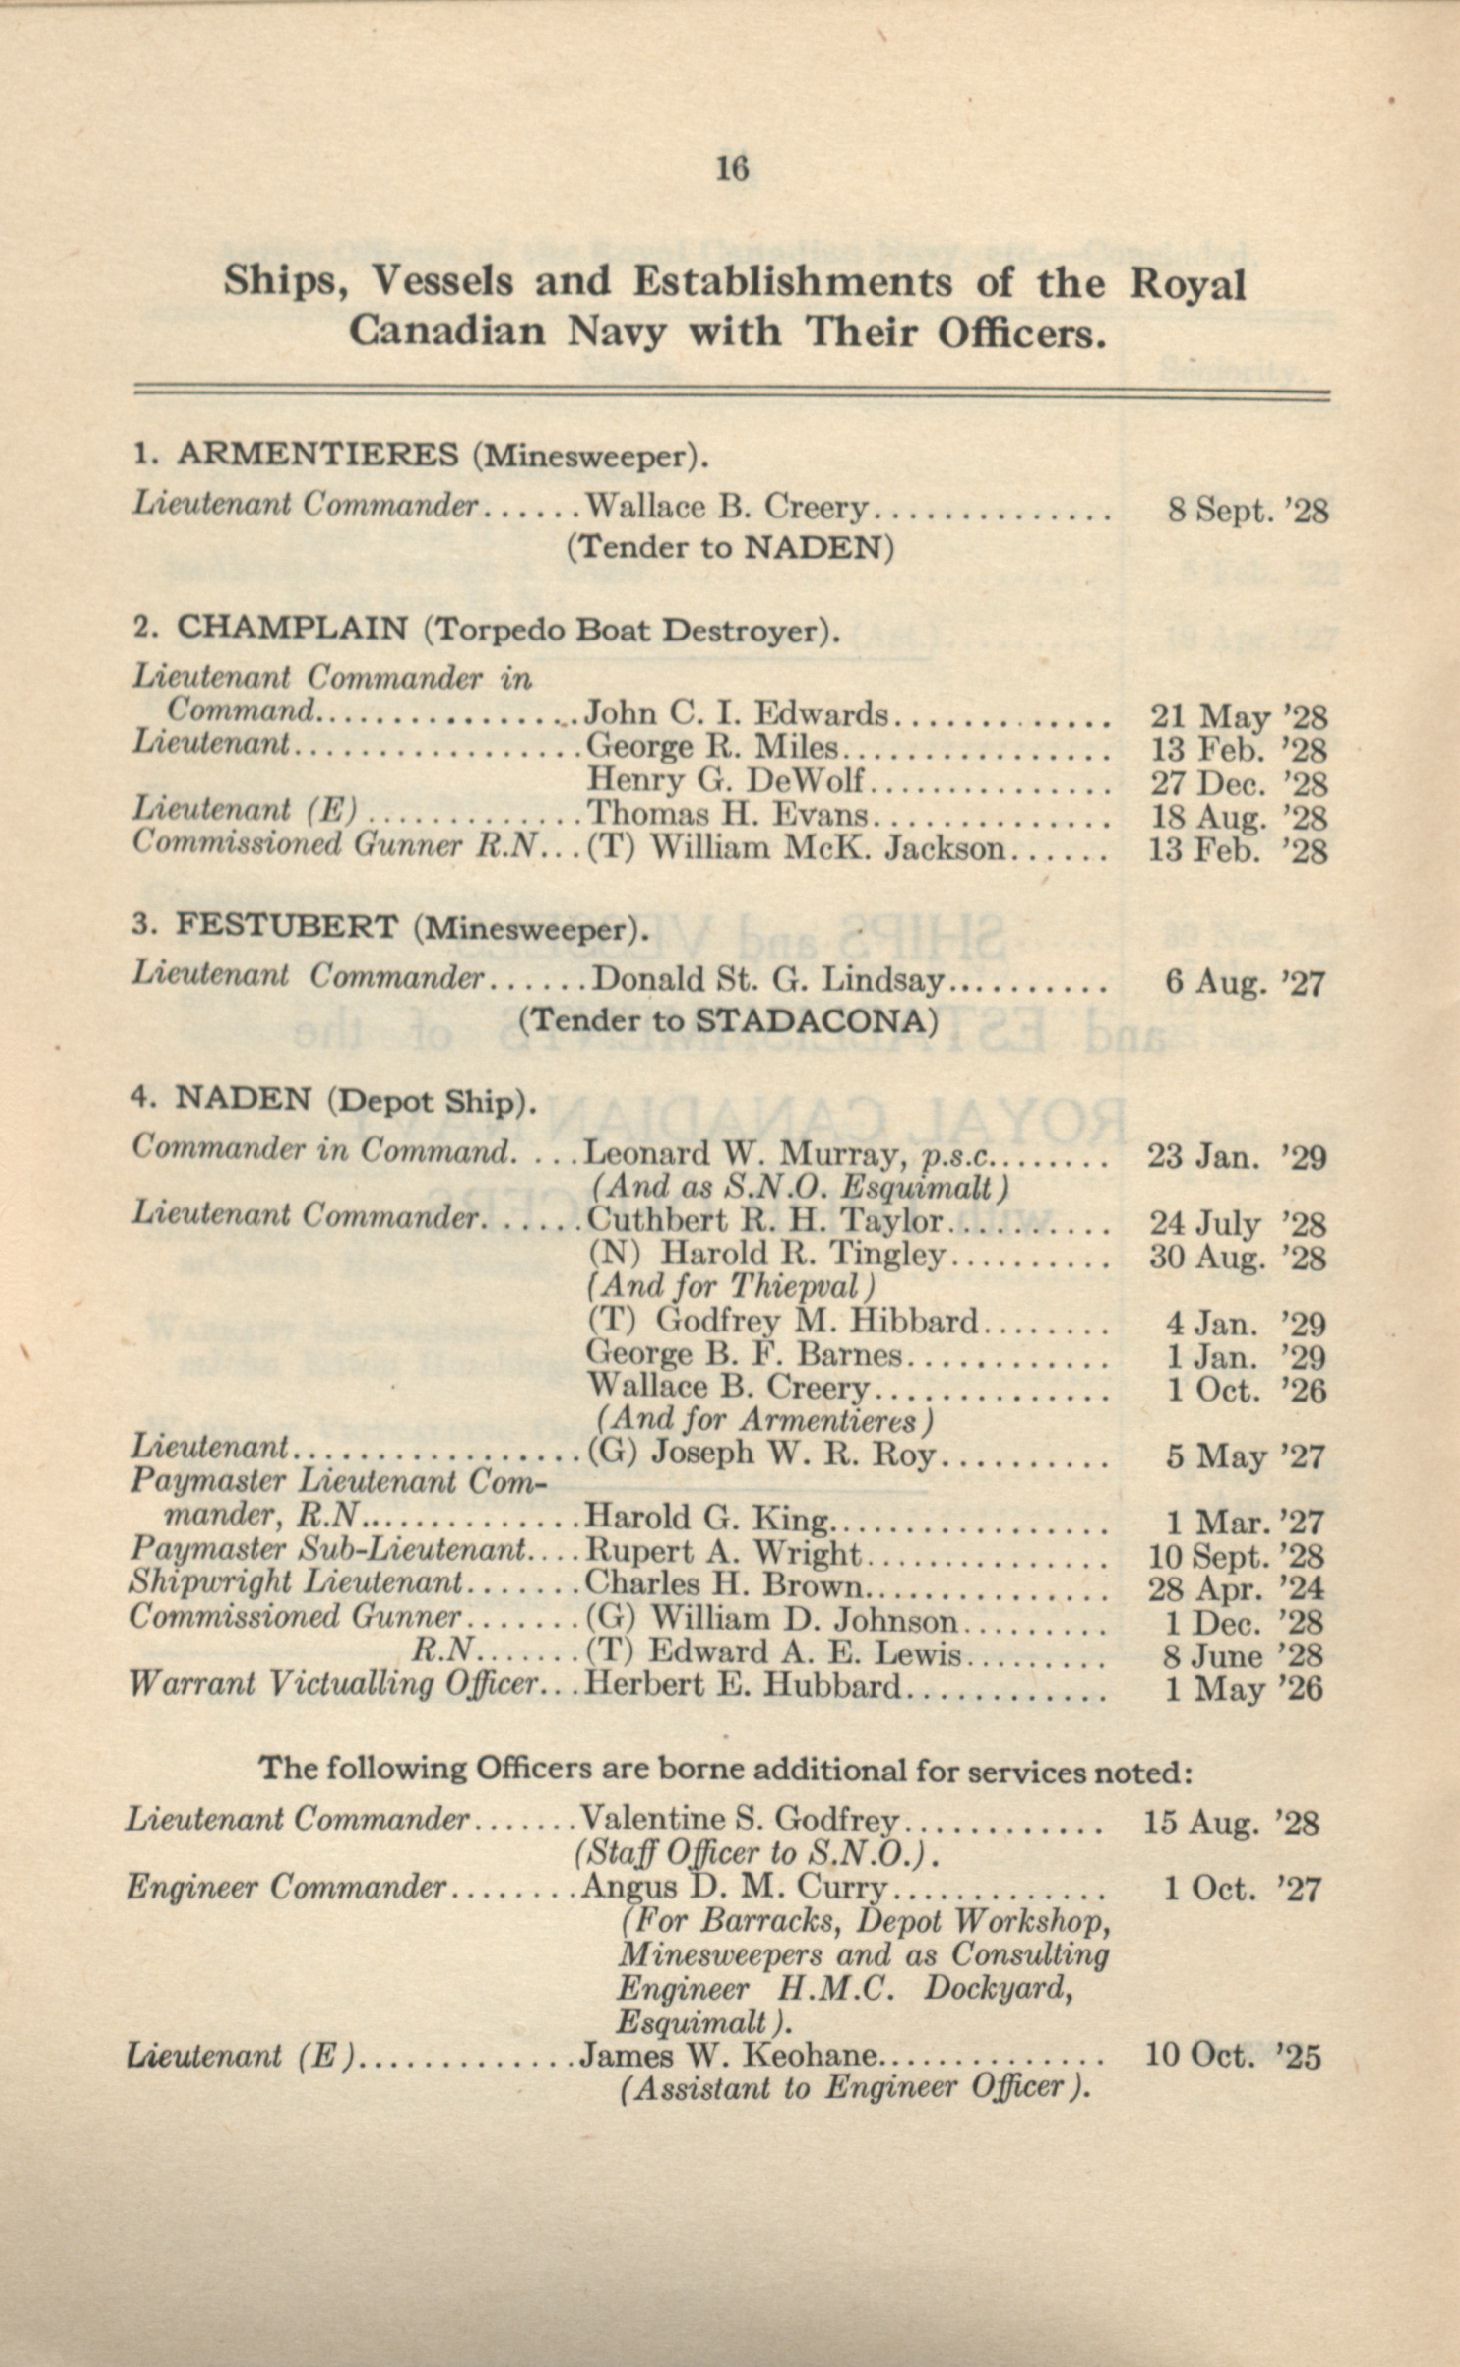 16
Ships, Vessels and Establishments of the Royal
Canadian Navy with Their Officers.
1. ARMENTIERES (Minesweeper).
Lieutenant Commander......Wallace B. Creery............... 8 Sept. '28
(Tender to NADEN)
2. CHAMPLAIN (Torpedo Boat Destroyer).
Lieutenant Commander in
Command.................John C. I. Edwards............. 21 May '28
Lieutenant..................George R. Miles................. 13 Feb. '28
Henry G. DeWolf............... 27 Dec. '28
Lieutenant (E).............Thomas H. Evans............... 18 Aug. '28
Commissioned Gunner R.N...(T) William McK. Jackson...... 13 Feb. '28
3. FESTUBERT (Minesweeper).
Lieutenant Commander......Donald St. G. Lindsay.......... 6 Aug. '27
(Tender to STADACONA)
4. NADEN (Depot Ship).
Commander in Command. ...Leonard W. Murray, p.s.c........ 23 Jan. '29
(And as S.N.O. Esquimalt)
Lieutenant Commander.......Cuthbert R. H. Taylor.......... 24 July '28
(N) Harold R. Tingley.......... 30 Aug. '28
(And for Thiepval)
(T) Godfrey M. Hibbard........ 4 Jan. '29
George B. F. Barnes............. 1 Jan. '29
Wallace B. Creery............... 1 Oct. '26
(And for Armentieres)
Lieutenant..................(G) Joseph W. R. Roy........... 5 May '27
Paymaster Lieutenant Com-
mander, R.N...............Harold G. King.................. 1 Mar. '27
Paymaster Sub-Lieutenant....Rupert A. Wright............... 10 Sept. '28
Shipwright Lieutenant.......Charles H. Brown............... 28 Apr. '24
Commissioned Gunner.......(G) William D. Johnson......... 1 Dec. '28
R.N.......(T) Edward A. E. Lewis......... 8 June '28
Warrant Victualling Officer...Herbert E. Hubbard............. 1 May '26
The following Officers are borne additional for services noted:
Lieutenant Commander.......Valentine S. Godfrey............ 15 Aug. '28
(Staff Officer to S.N.O.).
Engineer Commander........Angus D. M. Curry............. 1 Oct. '27
(For Barracks, Depot Workshop,
Minesweepers and as Consulting
Engineer H.M.C. Dockyard,
Esquimalt).
Lieutenant (E)..............James W. Keohane.............. 10 Oct. '25
(Assistant to Engineer Officer).